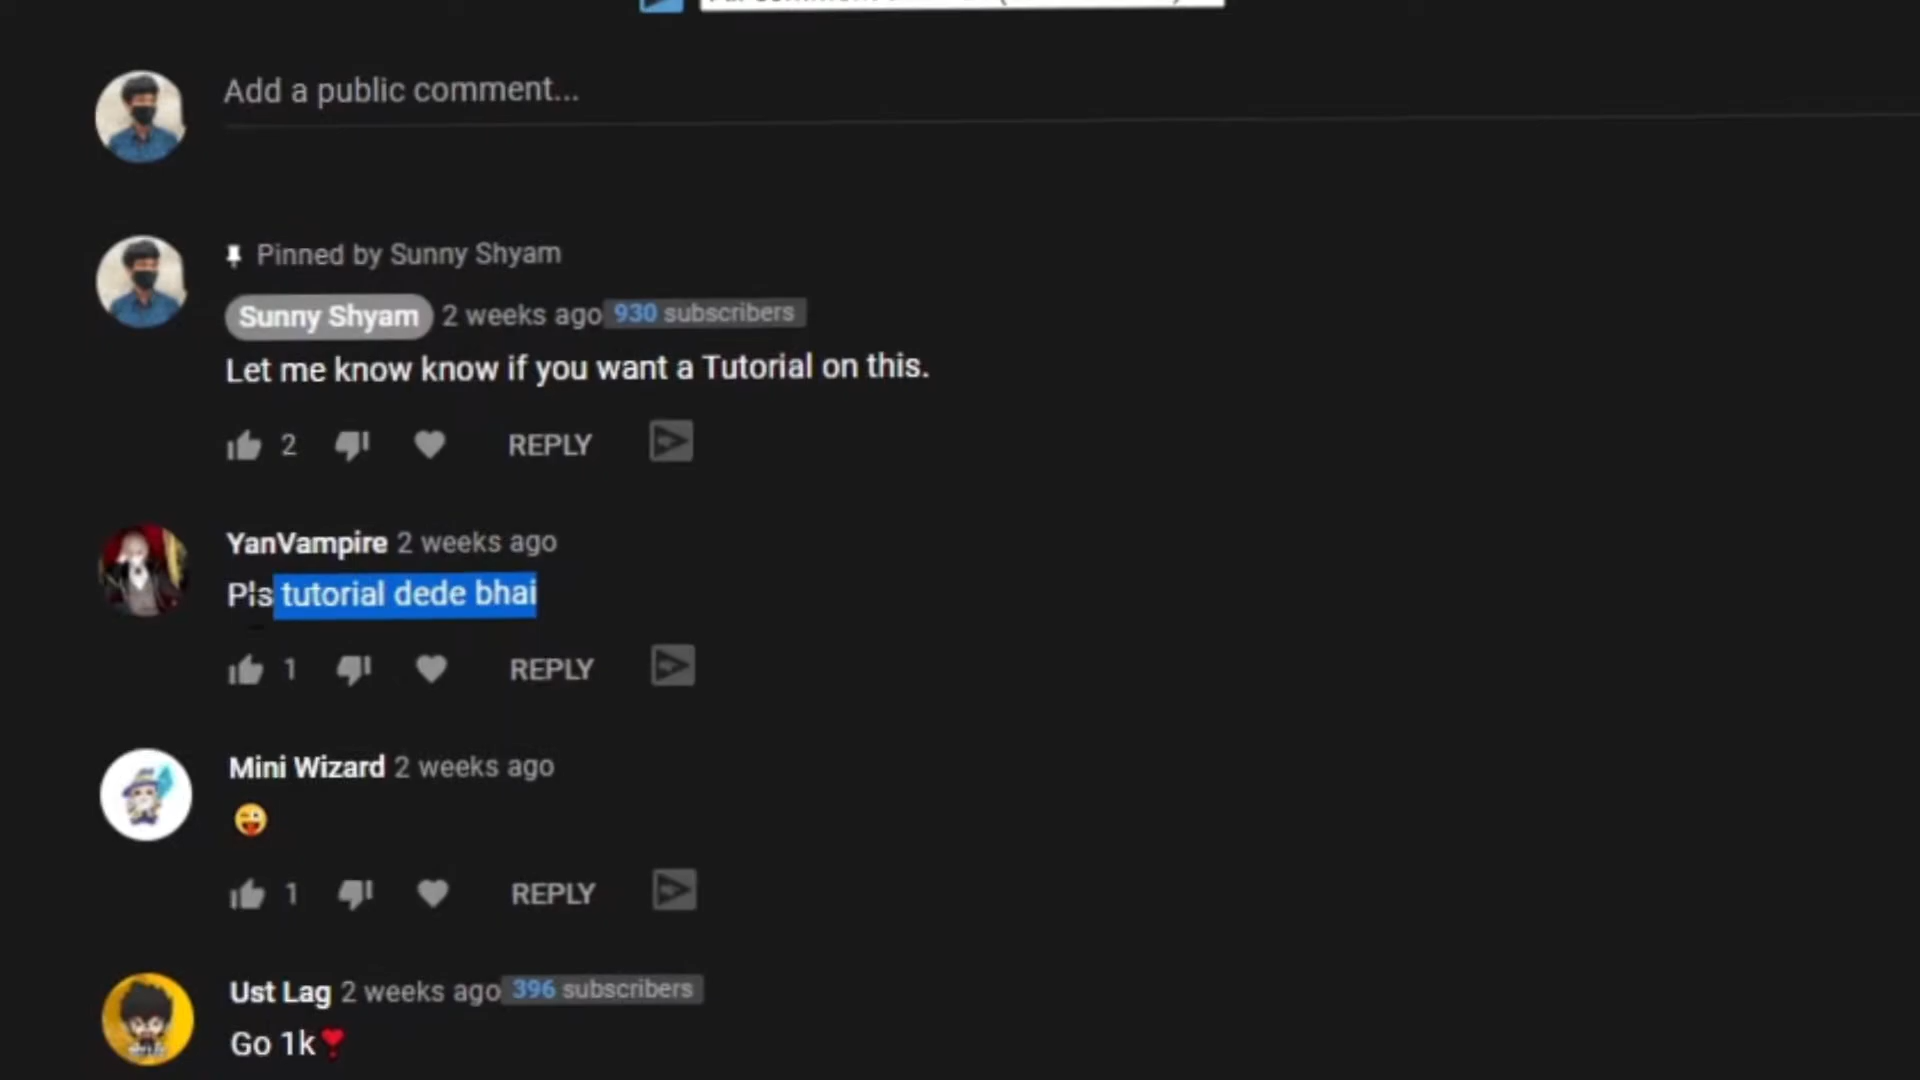 Add a public comment...
Pinned by Sunny Shyam
Sunny Shyam 2 weeks ago 930 subscribers
Let me know know if you want a Tutorial on this.
2 REPLY
YanVampire 2 weeks ago
Pls tutorial dede bhai
1 REPLY
Mini Wizard 2 weeks ago
😜
1 REPLY
Ust Lag 2 weeks ago 396 subscribers
Go 1k❣